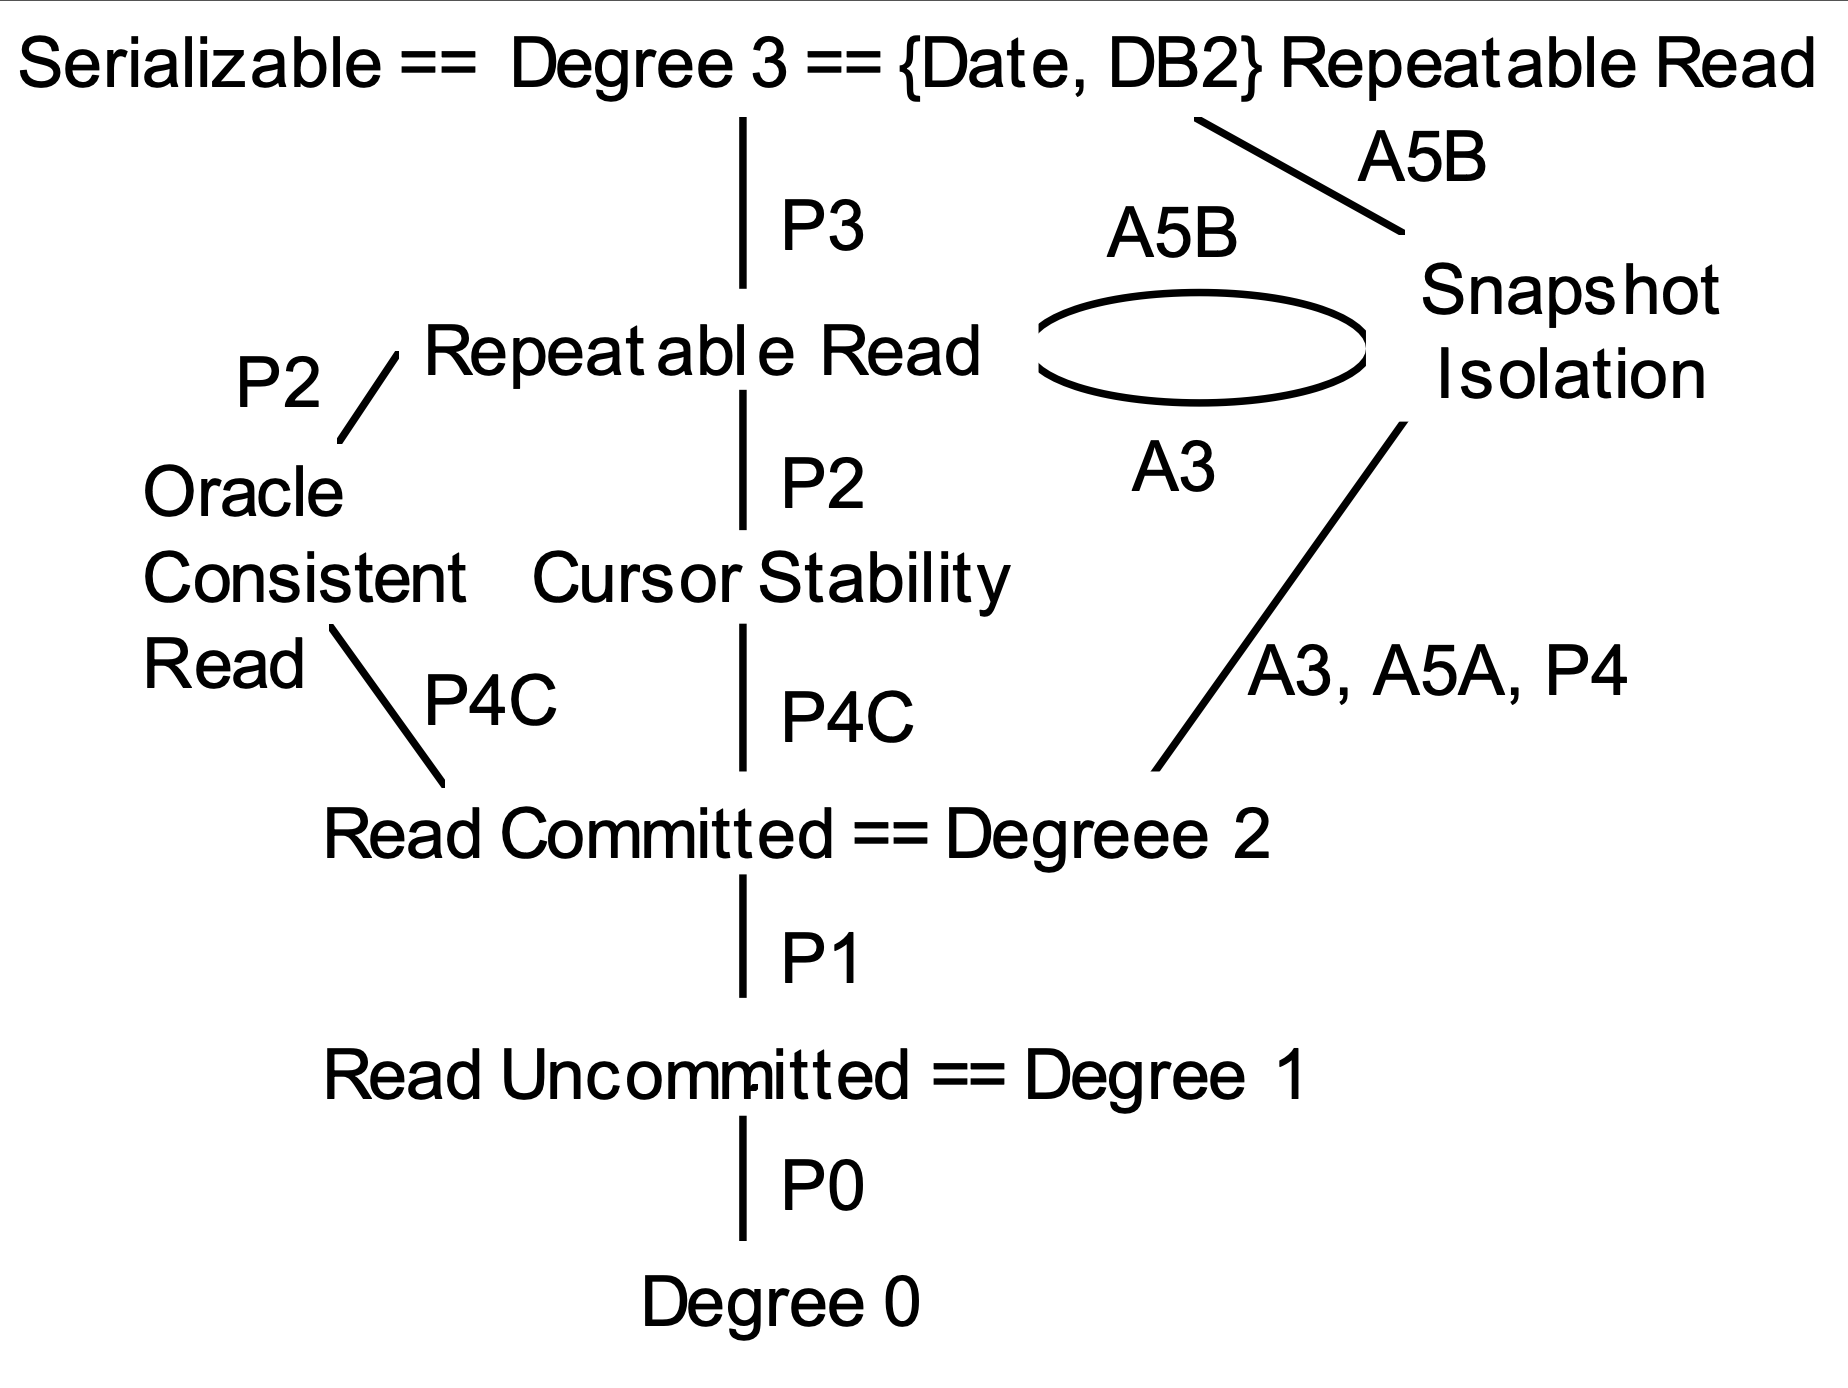 Serializable == Degree 3 == {Date, DB2} Repeatable Read
A5B
P3
A5B
Snapshot
Isolation
Repeatable Read
P2
A3
P2
Oracle
Consistent
Read
Cursor Stability
A3, A5A, P4
P4C
P4C
Read Committed == Degreee 2
P1
Read Uncommitted == Degree 1
P0
Degree 0